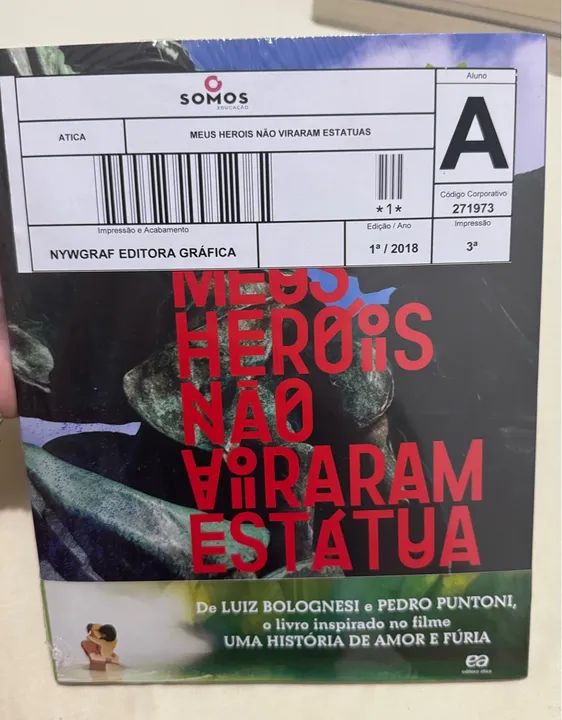 SOMOS
EDUCAÇÃO
Aluno
A
ATICA
MEUS HEROIS NÃO VIRARAM ESTATUAS
*1*
Código Corporativo
271973
Impressão e Acabamento
NYWGRAF EDITORA GRÁFICA
Edição / Ano
1ª / 2018
Impressão
3ª
MEUS
HERÓIS
NÃO
VIRARAM
ESTÁTUA
De LUIZ BOLOGNESI e PEDRO PUNTONI,
o livro inspirado no filme
UMA HISTÓRIA DE AMOR E FÚRIA
ea
editora ática